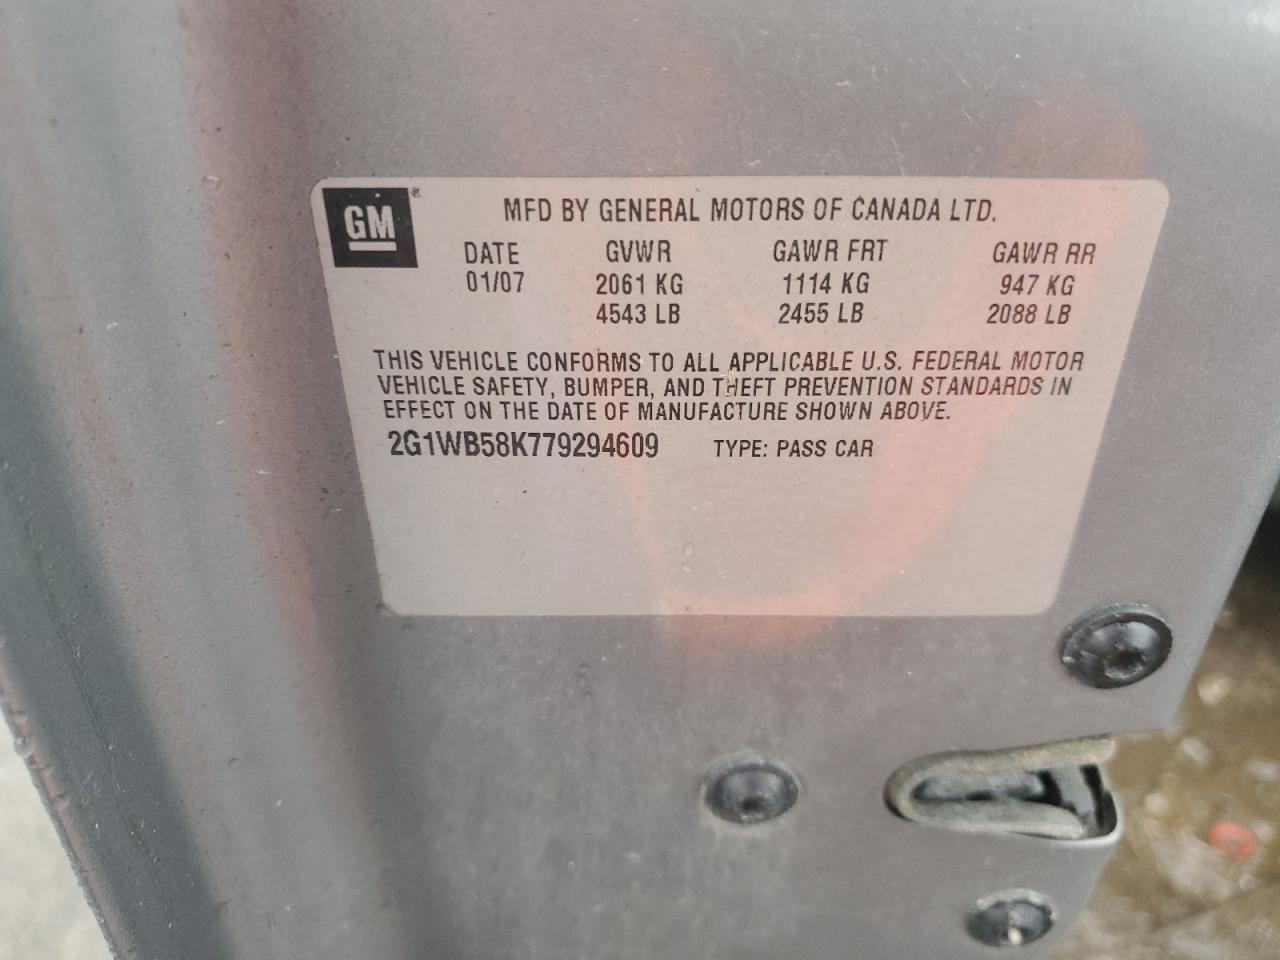 GM®
MFD BY GENERAL MOTORS OF CANADA LTD.
DATE GVWR GAWR FRT GAWR RR
01/07 2061 KG 1114 KG 947 KG
4543 LB 2455 LB 2088 LB
THIS VEHICLE CONFORMS TO ALL APPLICABLE U.S. FEDERAL MOTOR
VEHICLE SAFETY, BUMPER, AND THEFT PREVENTION STANDARDS IN
EFFECT ON THE DATE OF MANUFACTURE SHOWN ABOVE.
2G1WB58K779294609 TYPE: PASS CAR